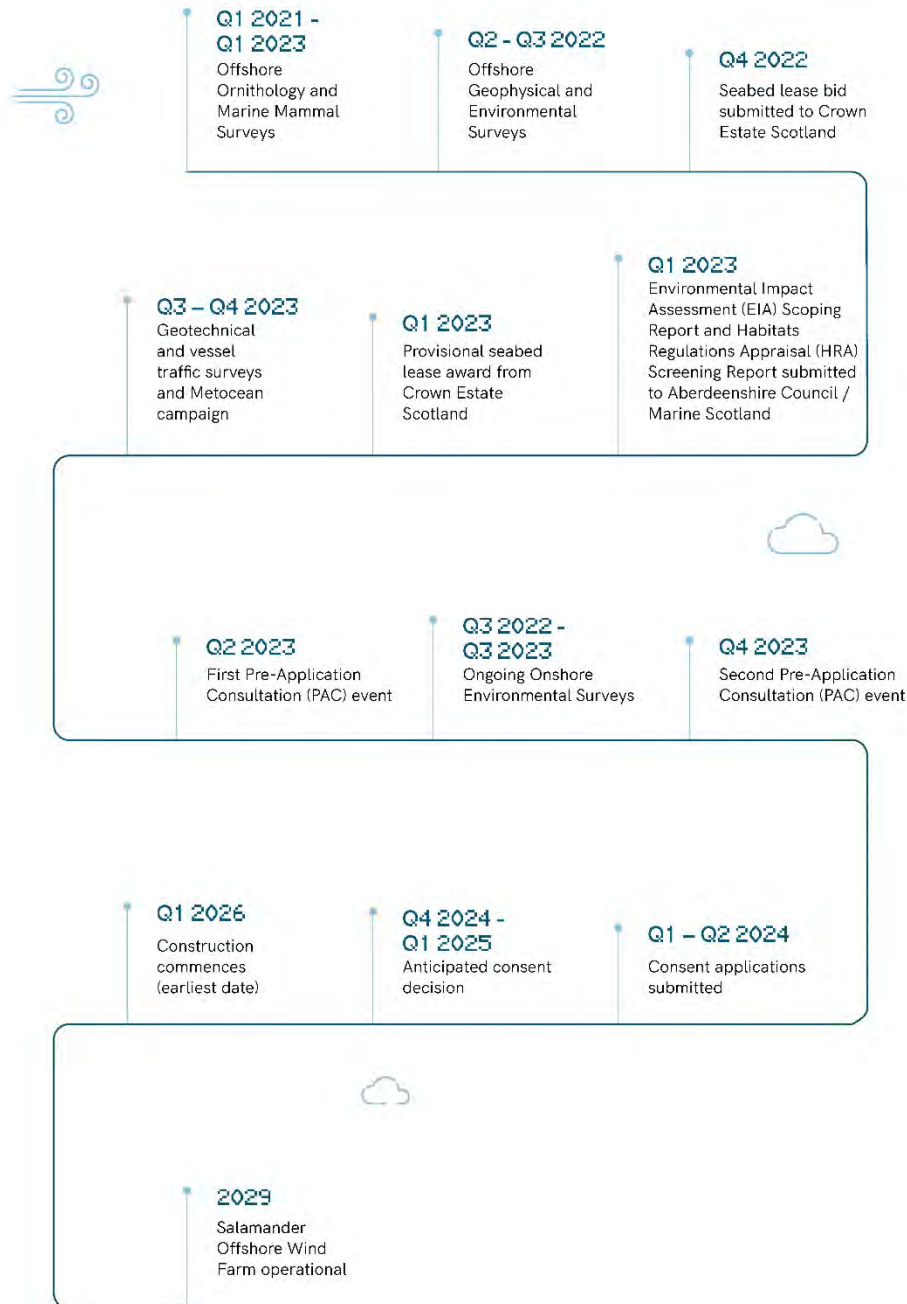 Q1 2021 -
Q1 2023
Offshore
Ornithology and
Marine Mammal
Surveys
Q2 - Q3 2022
Offshore
Geophysical and
Environmental
Surveys
Q4 2022
Seabed lease bid
submitted to Crown
Estate Scotland
Q1 2023
Environmental Impact
Assessment (EIA) Scoping
Report and Habitats
Regulations Appraisal (HRA)
Screening Report submitted
to Aberdeenshire Council /
Marine Scotland
Q1 2023
Provisional seabed
lease award from
Crown Estate
Scotland
Q3 – Q4 2023
Geotechnical
and vessel
traffic surveys
and Metocean
campaign
Q2 2023
First Pre-Application
Consultation (PAC) event
Q3 2022 -
Q3 2023
Ongoing Onshore
Environmental Surveys
Q4 2023
Second Pre-Application
Consultation (PAC) event
Q1 – Q2 2024
Consent applications
submitted
Q4 2024 -
Q1 2025
Anticipated consent
decision
Q1 2026
Construction
commences
(earliest date)
2029
Salamander
Offshore Wind
Farm operational